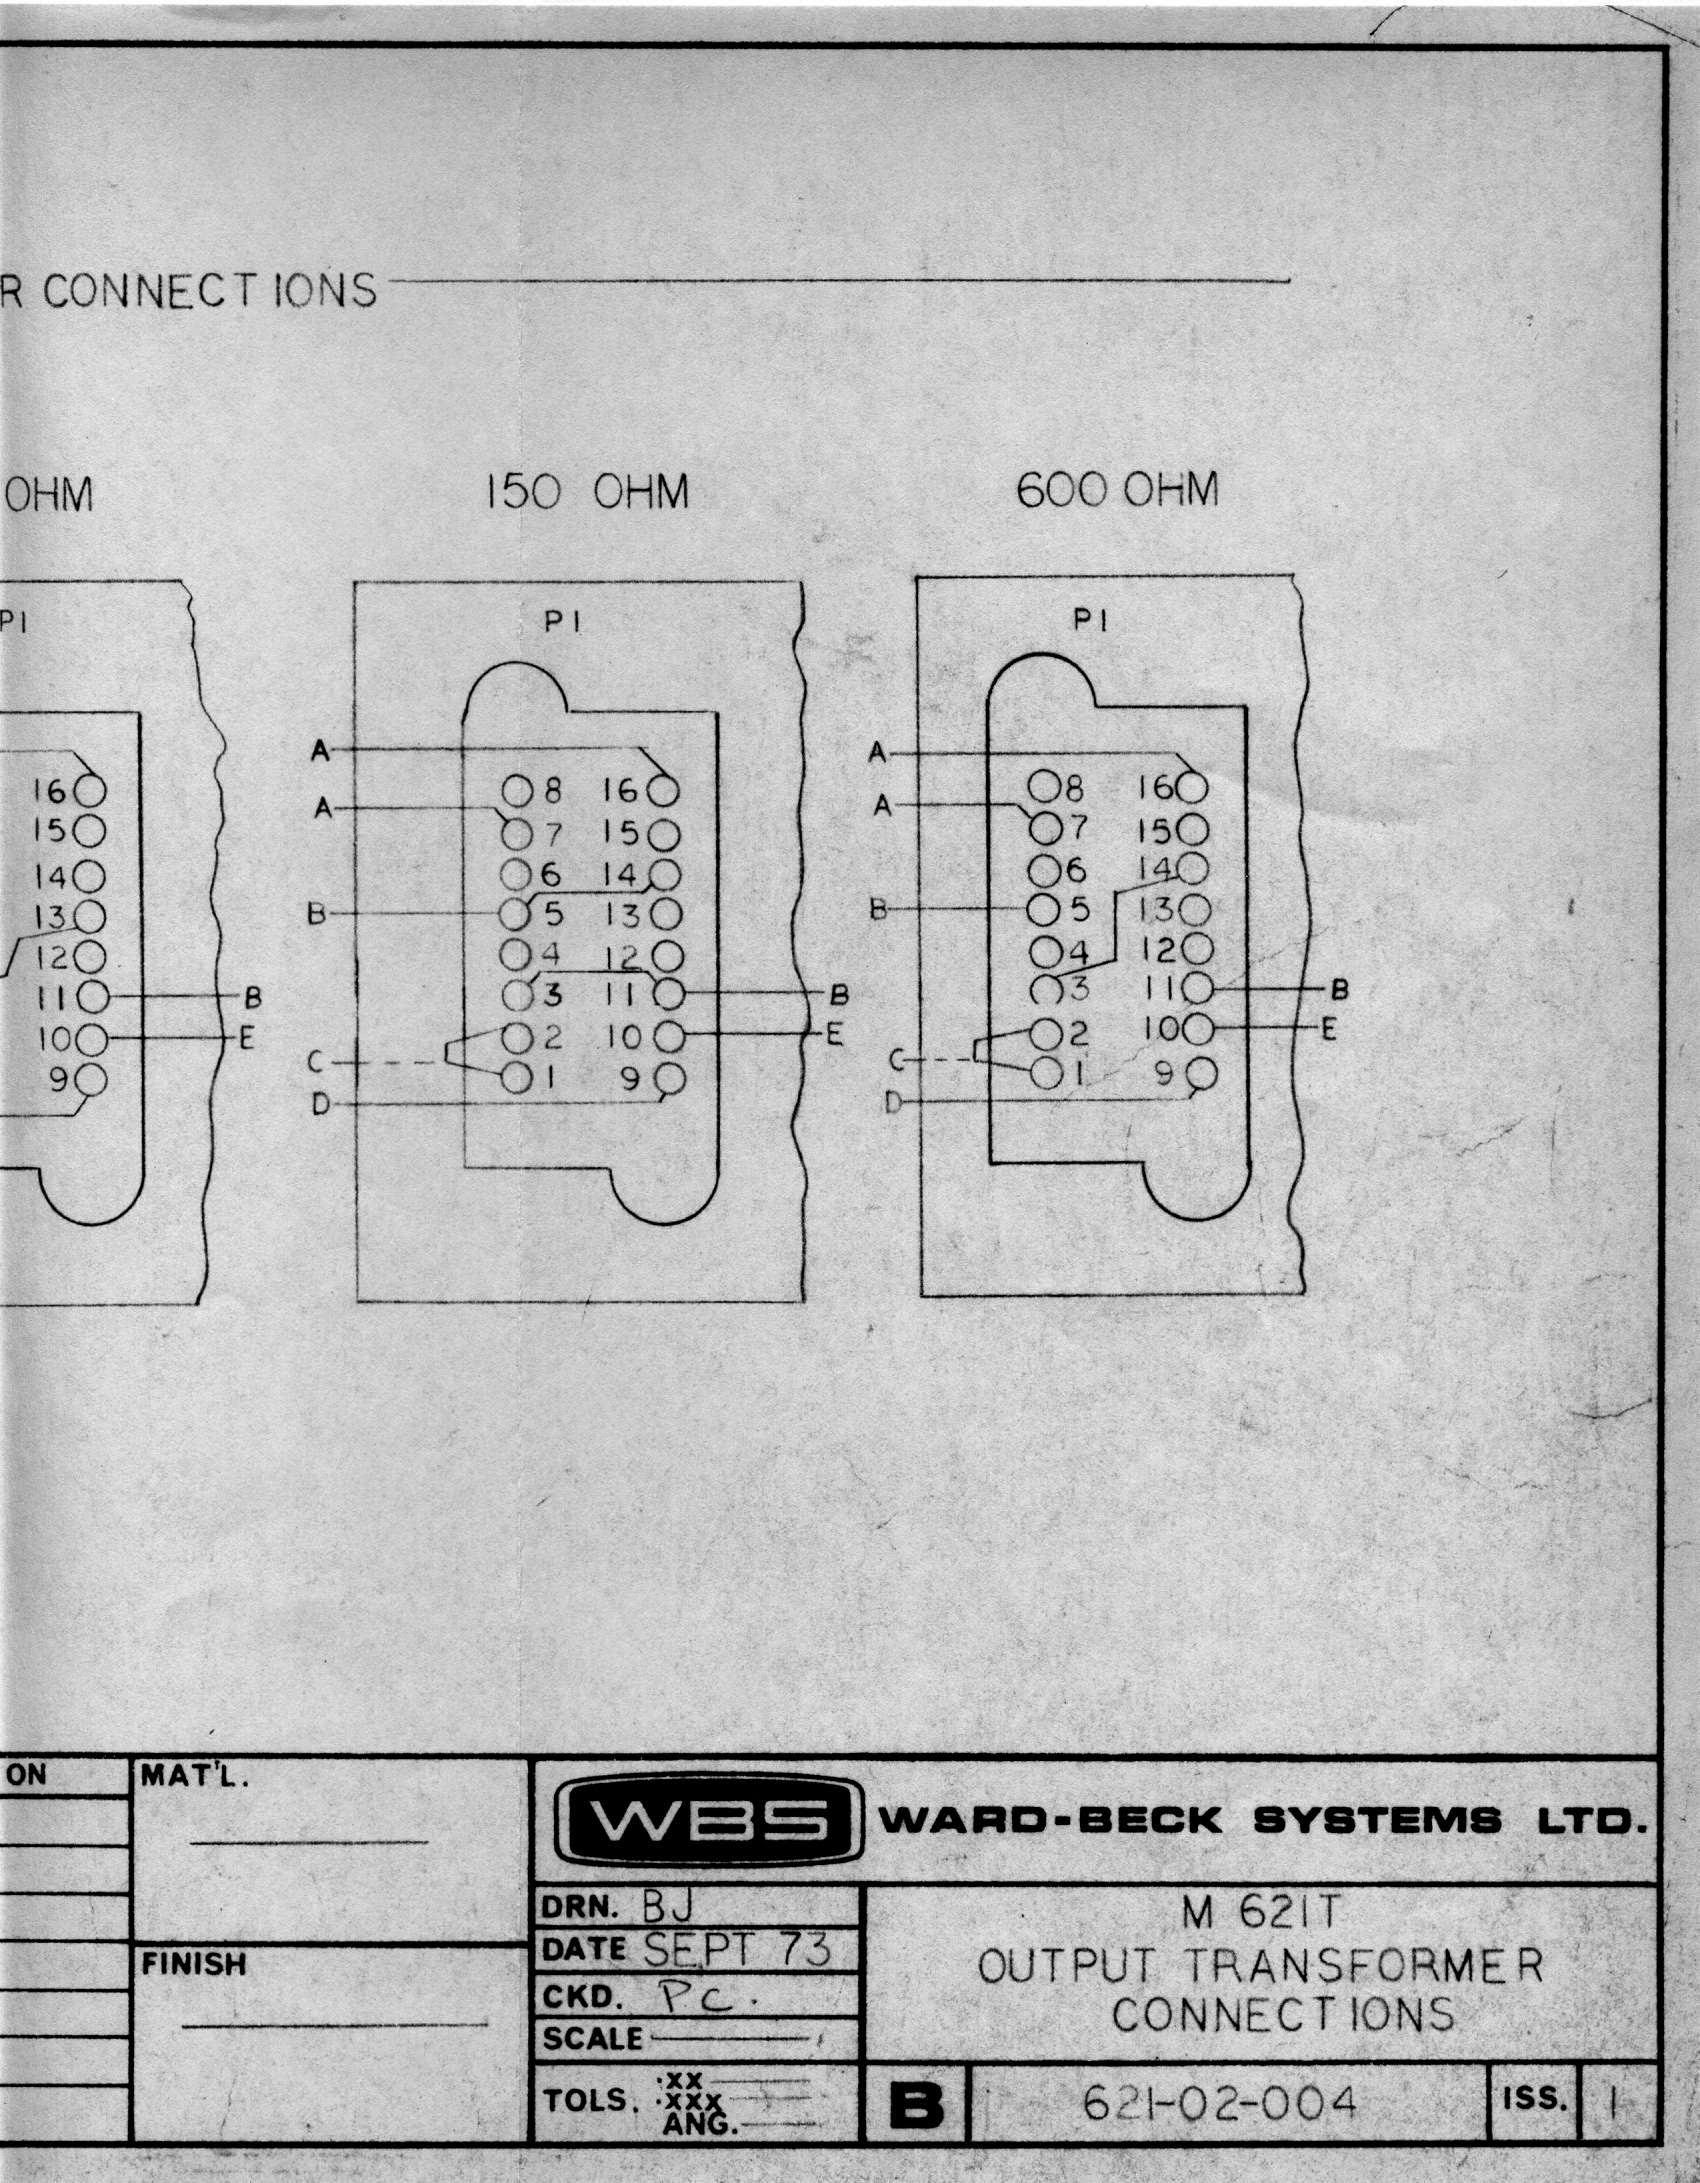 R CONNECTIONS
OHM
150 OHM
600 OHM
P1
16
15
14
13
12
11 B
10 E
9
P1
A
8 16
A
7 15
6 14
B 5 13
4 12
3 11 B
2 10 E
C
1 9
D
P1
A
8 16
A
7 15
6 14
B 5 13
4 12
3 11 B
2 10 E
C
1 9
D
ON
MAT'L.
FINISH
WBS WARD-BECK SYSTEMS LTD.
DRN. BJ
DATE SEPT 73
CKD. PC.
SCALE
TOLS. .XX
.XXX
ANG.
M 621T
OUTPUT TRANSFORMER
CONNECTIONS
B 621-02-004 ISS. 1